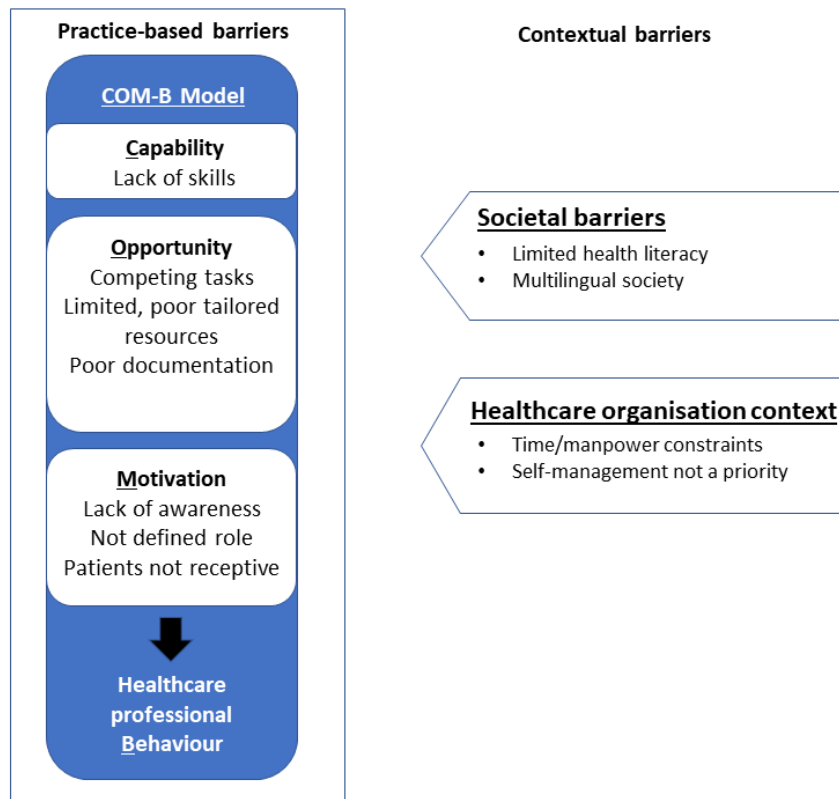 Practice-based barriers
COM-B Model
Capability
Lack of skills
Opportunity
Competing tasks
Limited, poor tailored
resources
Poor documentation
Motivation
Lack of awareness
Not defined role
Patients not receptive
Healthcare
professional
Behaviour
Contextual barriers
Societal barriers
• Limited health literacy
• Multilingual society
Healthcare organisation context
• Time/manpower constraints
• Self-management not a priority